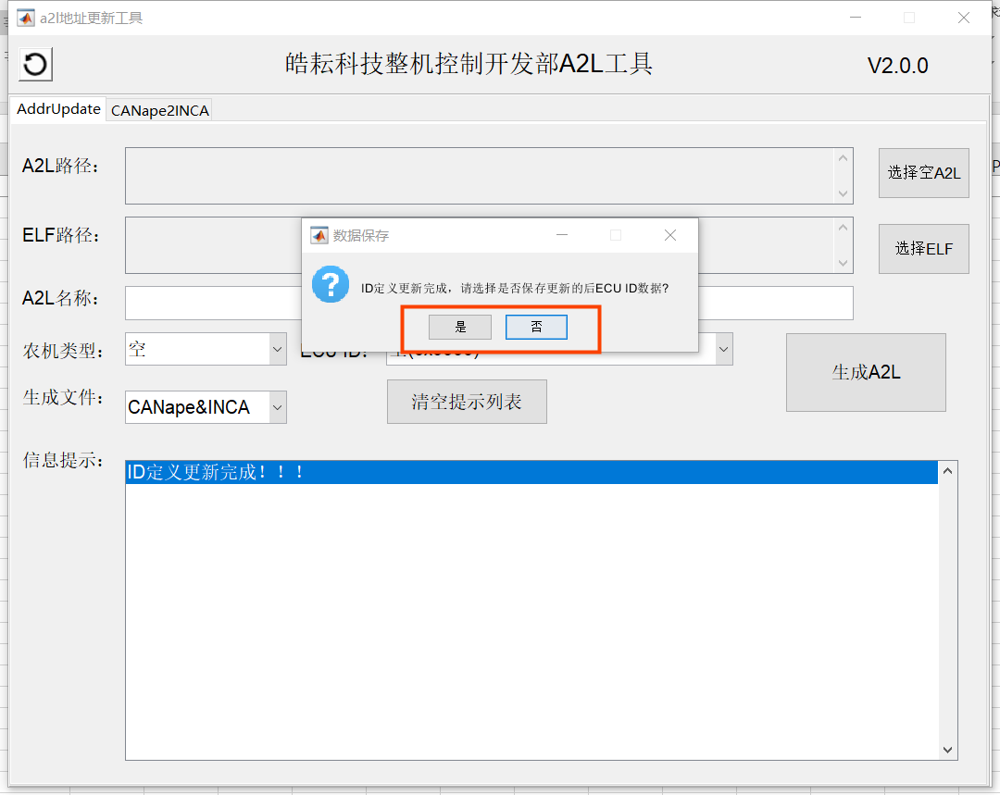 a2l地址更新工具
皓耘科技整机控制开发部A2L工具
V2.0.0
AddrUpdate
CANape2INCA
A2L路径：
选择空A2L
ELF路径：
选择ELF
数据保存
ID定义更新完成，请选择是否保存更新的后ECU ID数据?
是
否
A2L名称：
农机类型：
空
ECU ID：
生成A2L
生成文件：
CANape&INCA
清空提示列表
信息提示：
ID定义更新完成！！！